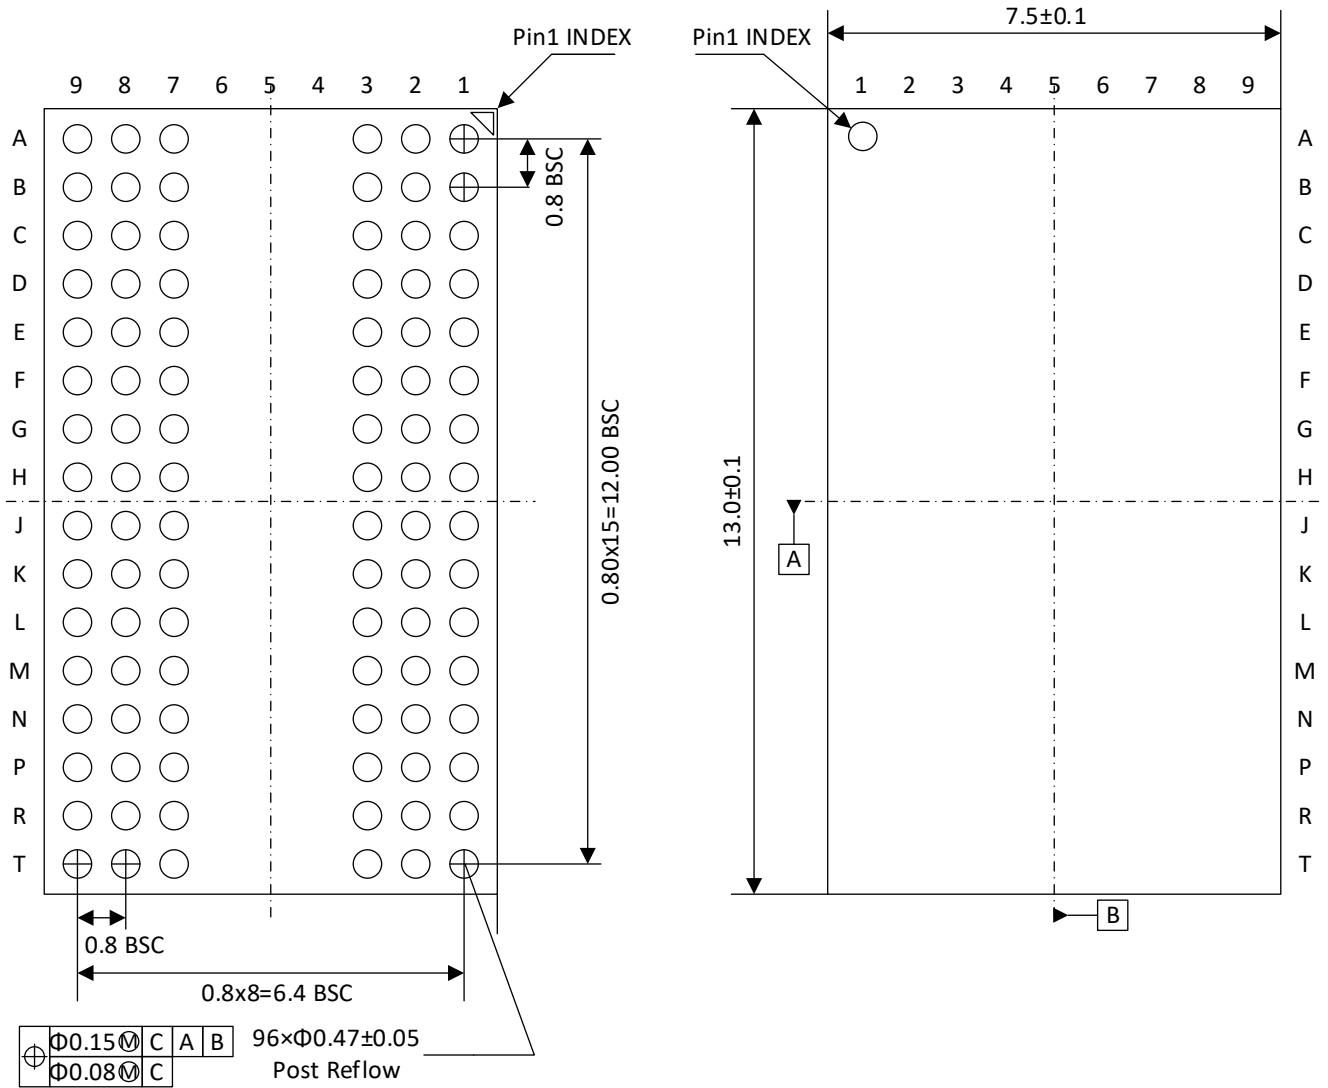 7.5±0.1
Pin1 INDEX
Pin1 INDEX
9 8 7 6 5 4 3 2 1
1 2 3 4 5 6 7 8 9
A
B
C
D
E
F
G
H
J
K
L
M
N
P
R
T
0.8 BSC
0.80x15=12.00 BSC
13.0±0.1
A
A
B
C
D
E
F
G
H
J
K
L
M
N
P
R
T
B
0.8 BSC
0.8x8=6.4 BSC
Φ0.15Ⓜ C A B
Φ0.08Ⓜ C
96×Φ0.47±0.05
Post Reflow